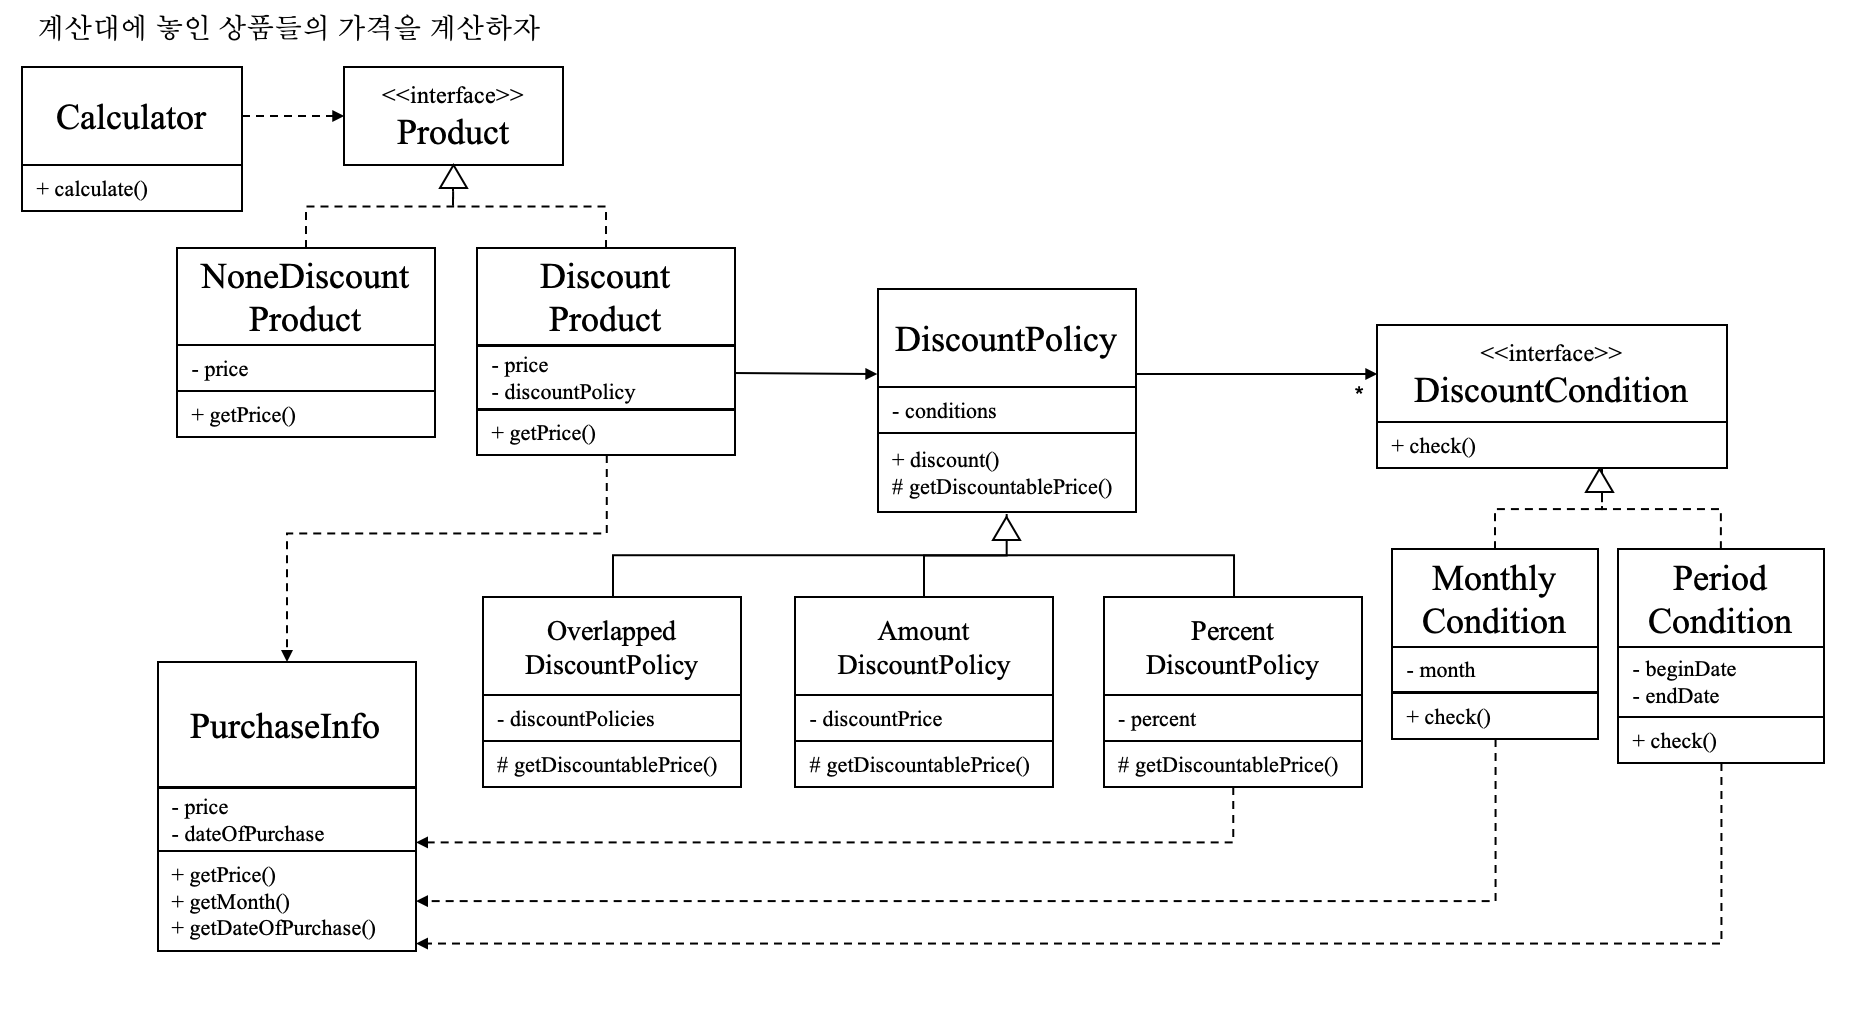 계산대에 놓인 상품들의 가격을 계산하자
Calculator
+ calculate()
<<interface>>
Product
NoneDiscount
Product
- price
+ getPrice()
Discount
Product
- price
- discountPolicy
+ getPrice()
DiscountPolicy
- conditions
+ discount()
# getDiscountablePrice()
*
<<interface>>
DiscountCondition
+ check()
Overlapped
DiscountPolicy
- discountPolicies
# getDiscountablePrice()
Amount
DiscountPolicy
- discountPrice
# getDiscountablePrice()
Percent
DiscountPolicy
- percent
# getDiscountablePrice()
Monthly
Condition
- month
+ check()
Period
Condition
- beginDate
- endDate
+ check()
PurchaseInfo
- price
- dateOfPurchase
+ getPrice()
+ getMonth()
+ getDateOfPurchase()